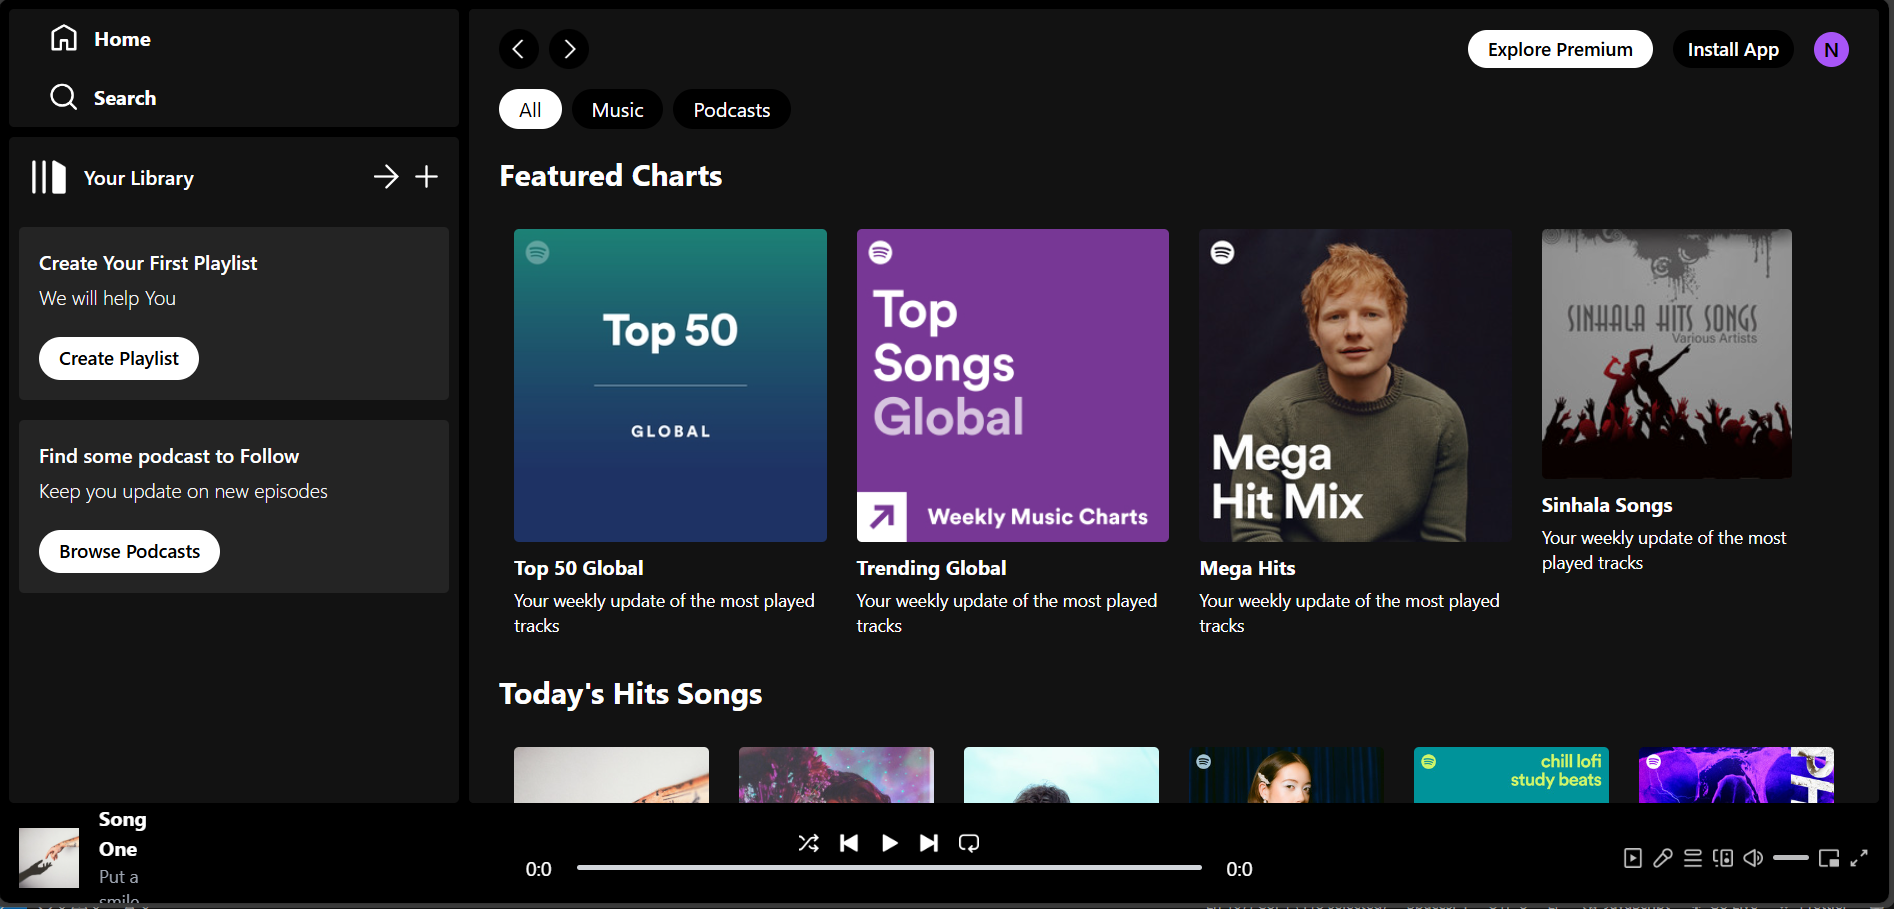 Home
Search
Your Library
Create Your First Playlist
We will help You
Create Playlist
Find some podcast to Follow
Keep you update on new episodes
Browse Podcasts
Explore Premium
Install App
N
All
Music
Podcasts
Featured Charts
Top 50
GLOBAL
Top 50 Global
Your weekly update of the most played
tracks
Top
Songs
Global
Weekly Music Charts
Trending Global
Your weekly update of the most played
tracks
Mega
Hit Mix
Mega Hits
Your weekly update of the most played
tracks
SINHALA HITS SONGS
Various Artists
Sinhala Songs
Your weekly update of the most
played tracks
Today's Hits Songs
chill lofi
study beats
Song
One
Put a
smile
0:0
0:0